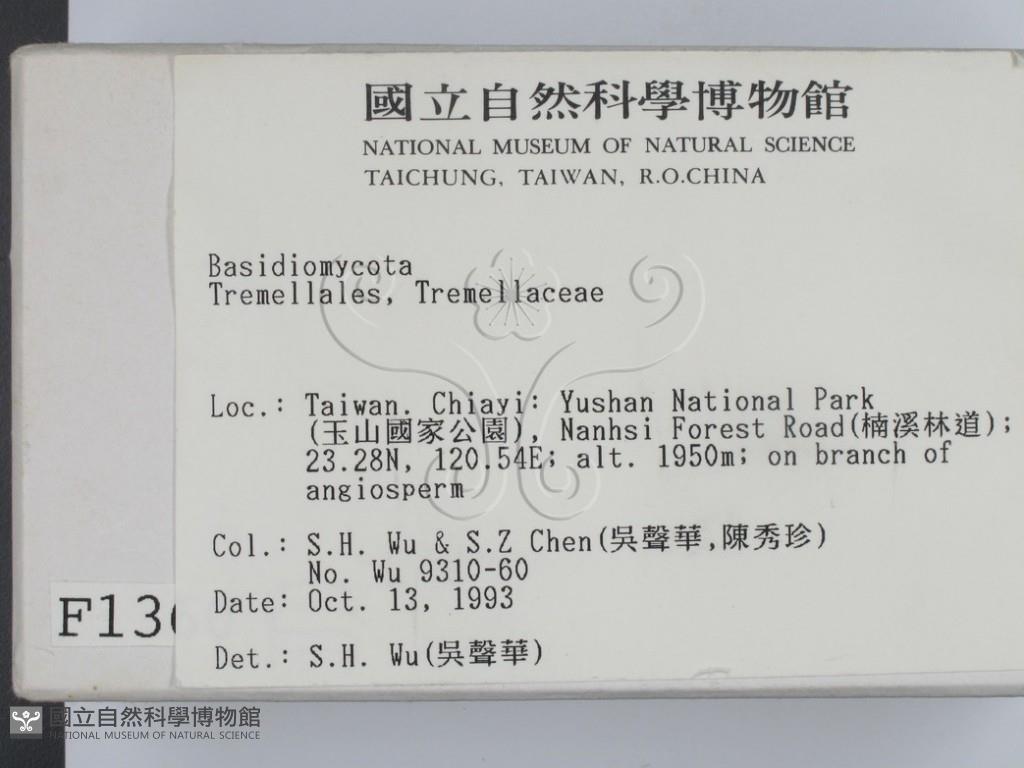 國立自然科學博物館
NATIONAL MUSEUM OF NATURAL SCIENCE
TAICHUNG, TAIWAN, R.O.CHINA
Basidiomycota
Tremellales, Tremellaceae
Loc.: Taiwan. Chiayi: Yushan National Park
(玉山國家公園), Nanhsi Forest Road(楠溪林道);
23.28N, 120.54E; alt. 1950m; on branch of
angiosperm
Col.: S.H. Wu & S.Z Chen(吳聲華,陳秀珍)
No. Wu 9310-60
Date: Oct. 13, 1993
F13
Det.: S.H. Wu(吳聲華)
國立自然科學博物館
NATIONAL MUSEUM OF NATURAL SCIENCE